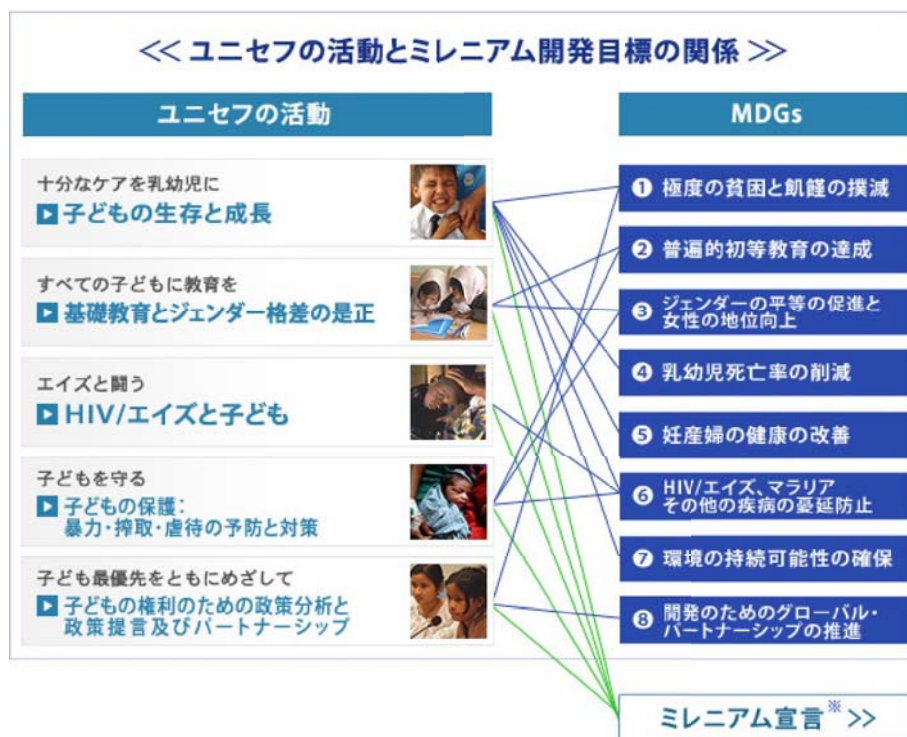 ≪ ユニセフの活動とミレニアム開発目標の関係 ≫
ユニセフの活動
十分なケアを乳幼児に
子どもの生存と成長
すべての子どもに教育を
基礎教育とジェンダー格差の是正
エイズと闘う
HIV/エイズと子ども
子どもを守る
子どもの保護：
暴力・搾取・虐待の予防と対策
子ども最優先をともにめざして
子どもの権利のための政策分析と
政策提言及びパートナーシップ
MDGs
❶ 極度の貧困と飢饉の撲滅
❷ 普遍的初等教育の達成
❸ ジェンダーの平等の促進と
女性の地位向上
❹ 乳幼児死亡率の削減
❺ 妊産婦の健康の改善
❻ HIV/エイズ、マラリア
その他の疾病の蔓延防止
❼ 環境の持続可能性の確保
❽ 開発のためのグローバル・
パートナーシップの推進
ミレニアム宣言※ >>